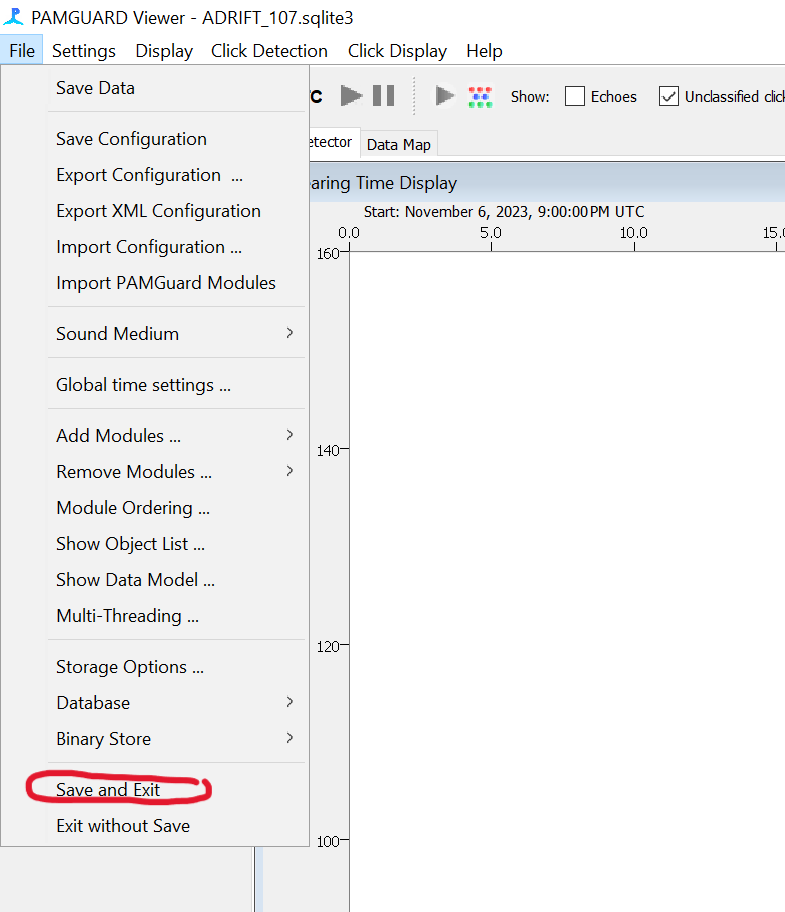 PAMGUARD Viewer - ADRIFT_107.sqlite3
File Settings Display Click Detection Click Display Help
Save Data
Show: Echoes Unclassified
Save Configuration
Data Map
Export Configuration ...
Time Display
Export XML Configuration
Start: November 6, 2023, 9:00:00PM UTC
0.0 5.0 10.0 15.
Import Configuration ...
160
Import PAMGuard Modules
Sound Medium >
Global time settings ...
Add Modules ... >
140
Remove Modules ... >
Module Ordering ...
Show Object List ...
Show Data Model ...
Multi-Threading ...
120
Storage Options ...
Database >
Binary Store >
Save and Exit
Exit without Save
100